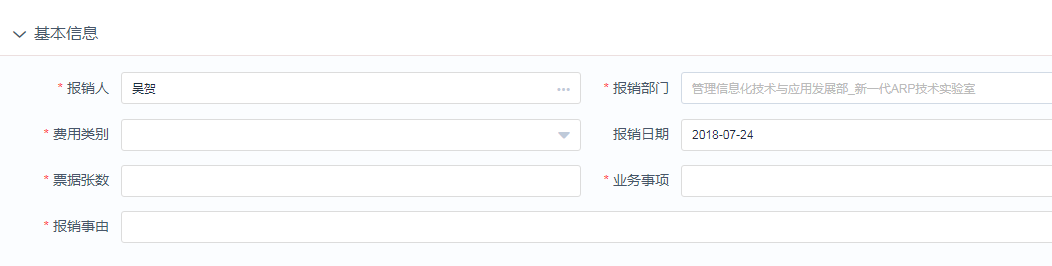 基本信息
* 报销人 吴贺 ... * 报销部门 管理信息化技术与应用发展部_新一代ARP技术实验室
* 费用类别 报销日期 2018-07-24
* 票据张数 * 业务事项
* 报销事由